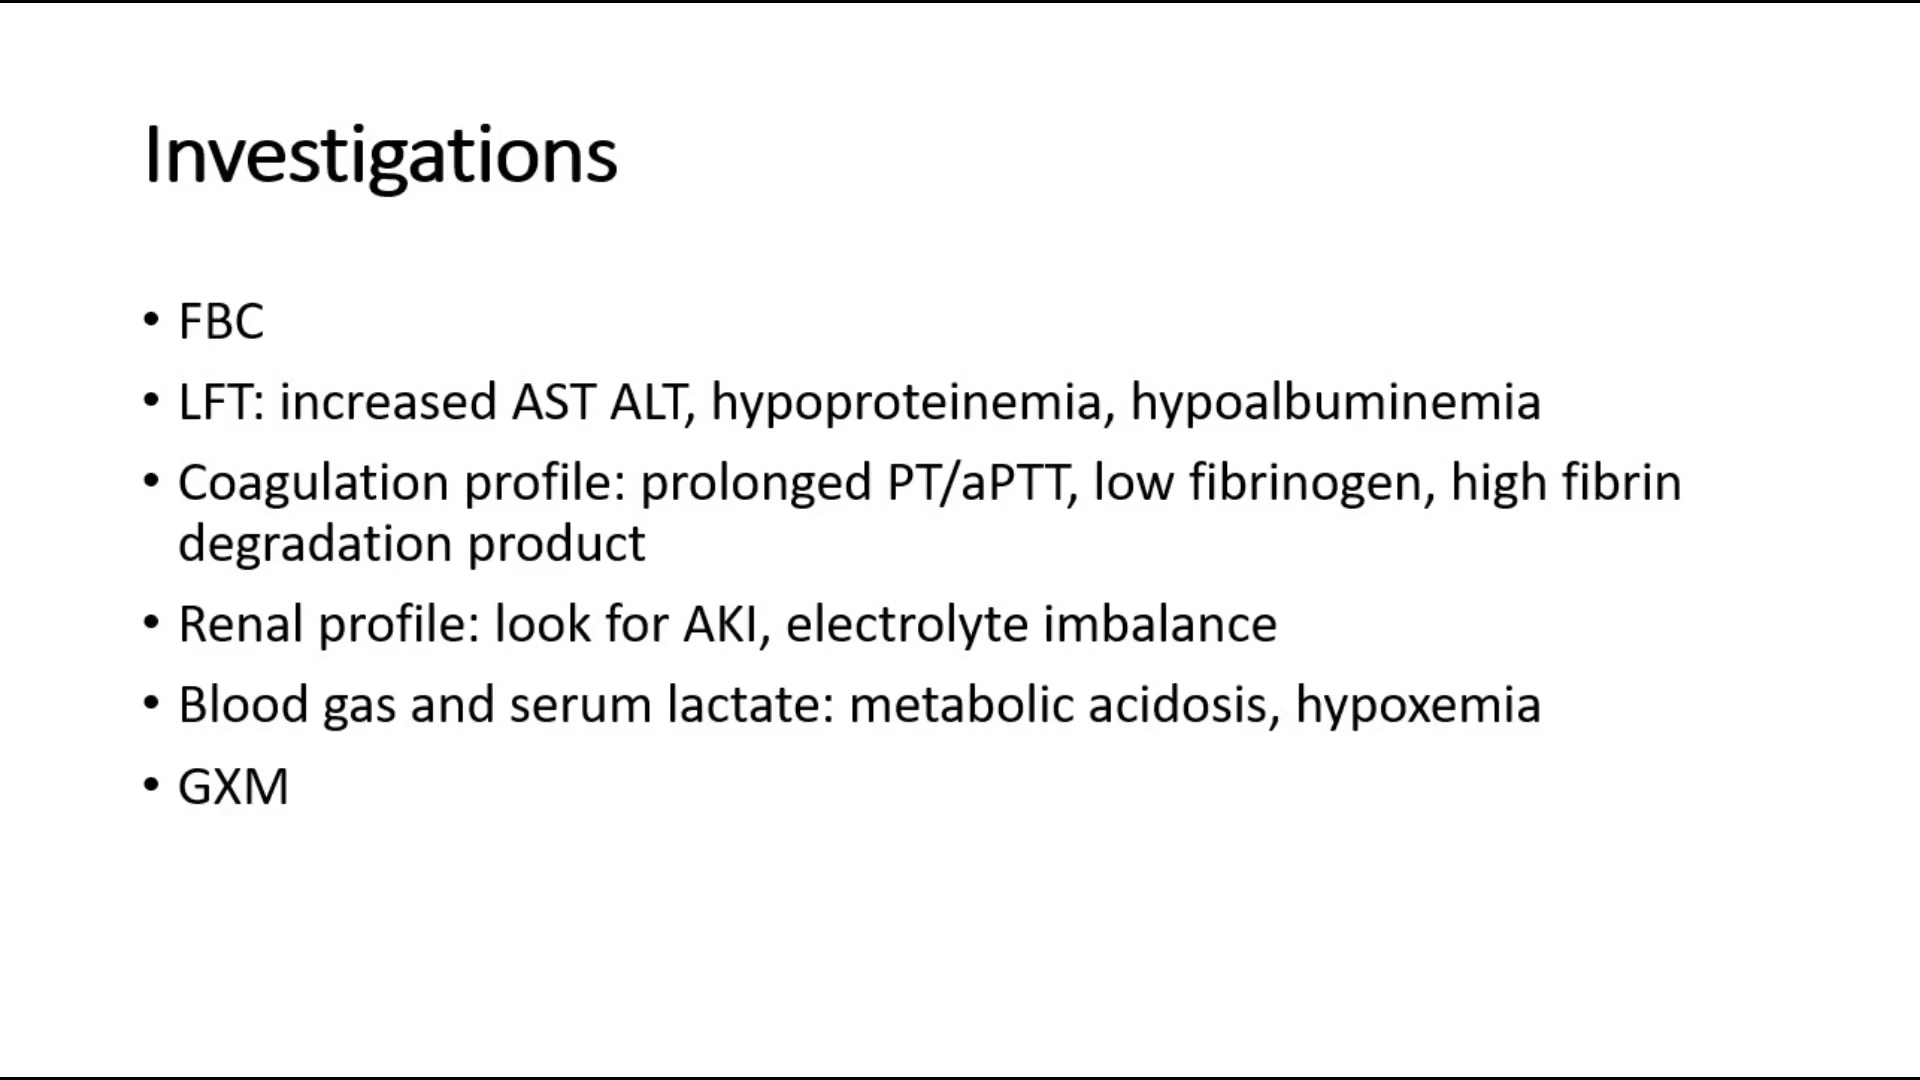 Investigations
• FBC
• LFT: increased AST ALT, hypoproteinemia, hypoalbuminemia
• Coagulation profile: prolonged PT/aPTT, low fibrinogen, high fibrin
degradation product
• Renal profile: look for AKI, electrolyte imbalance
• Blood gas and serum lactate: metabolic acidosis, hypoxemia
• GXM